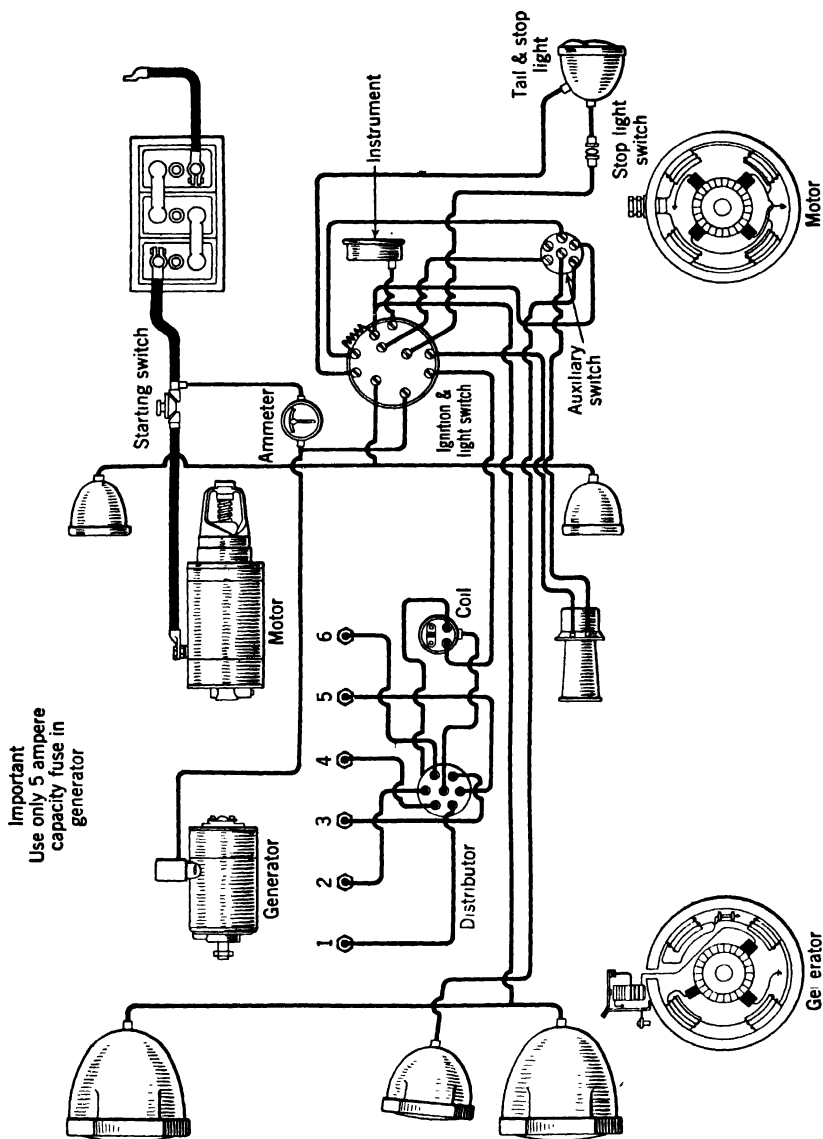 Important
Use only 5 ampere
capacity fuse in
generator
Generator
Motor
Starting switch
Ammeter
1
2
3
4
5
6
Distributor
Coil
Ignition &
light switch
Instrument
Auxiliary
switch
Tail & stop
light
Stop light
switch
Generator
Motor